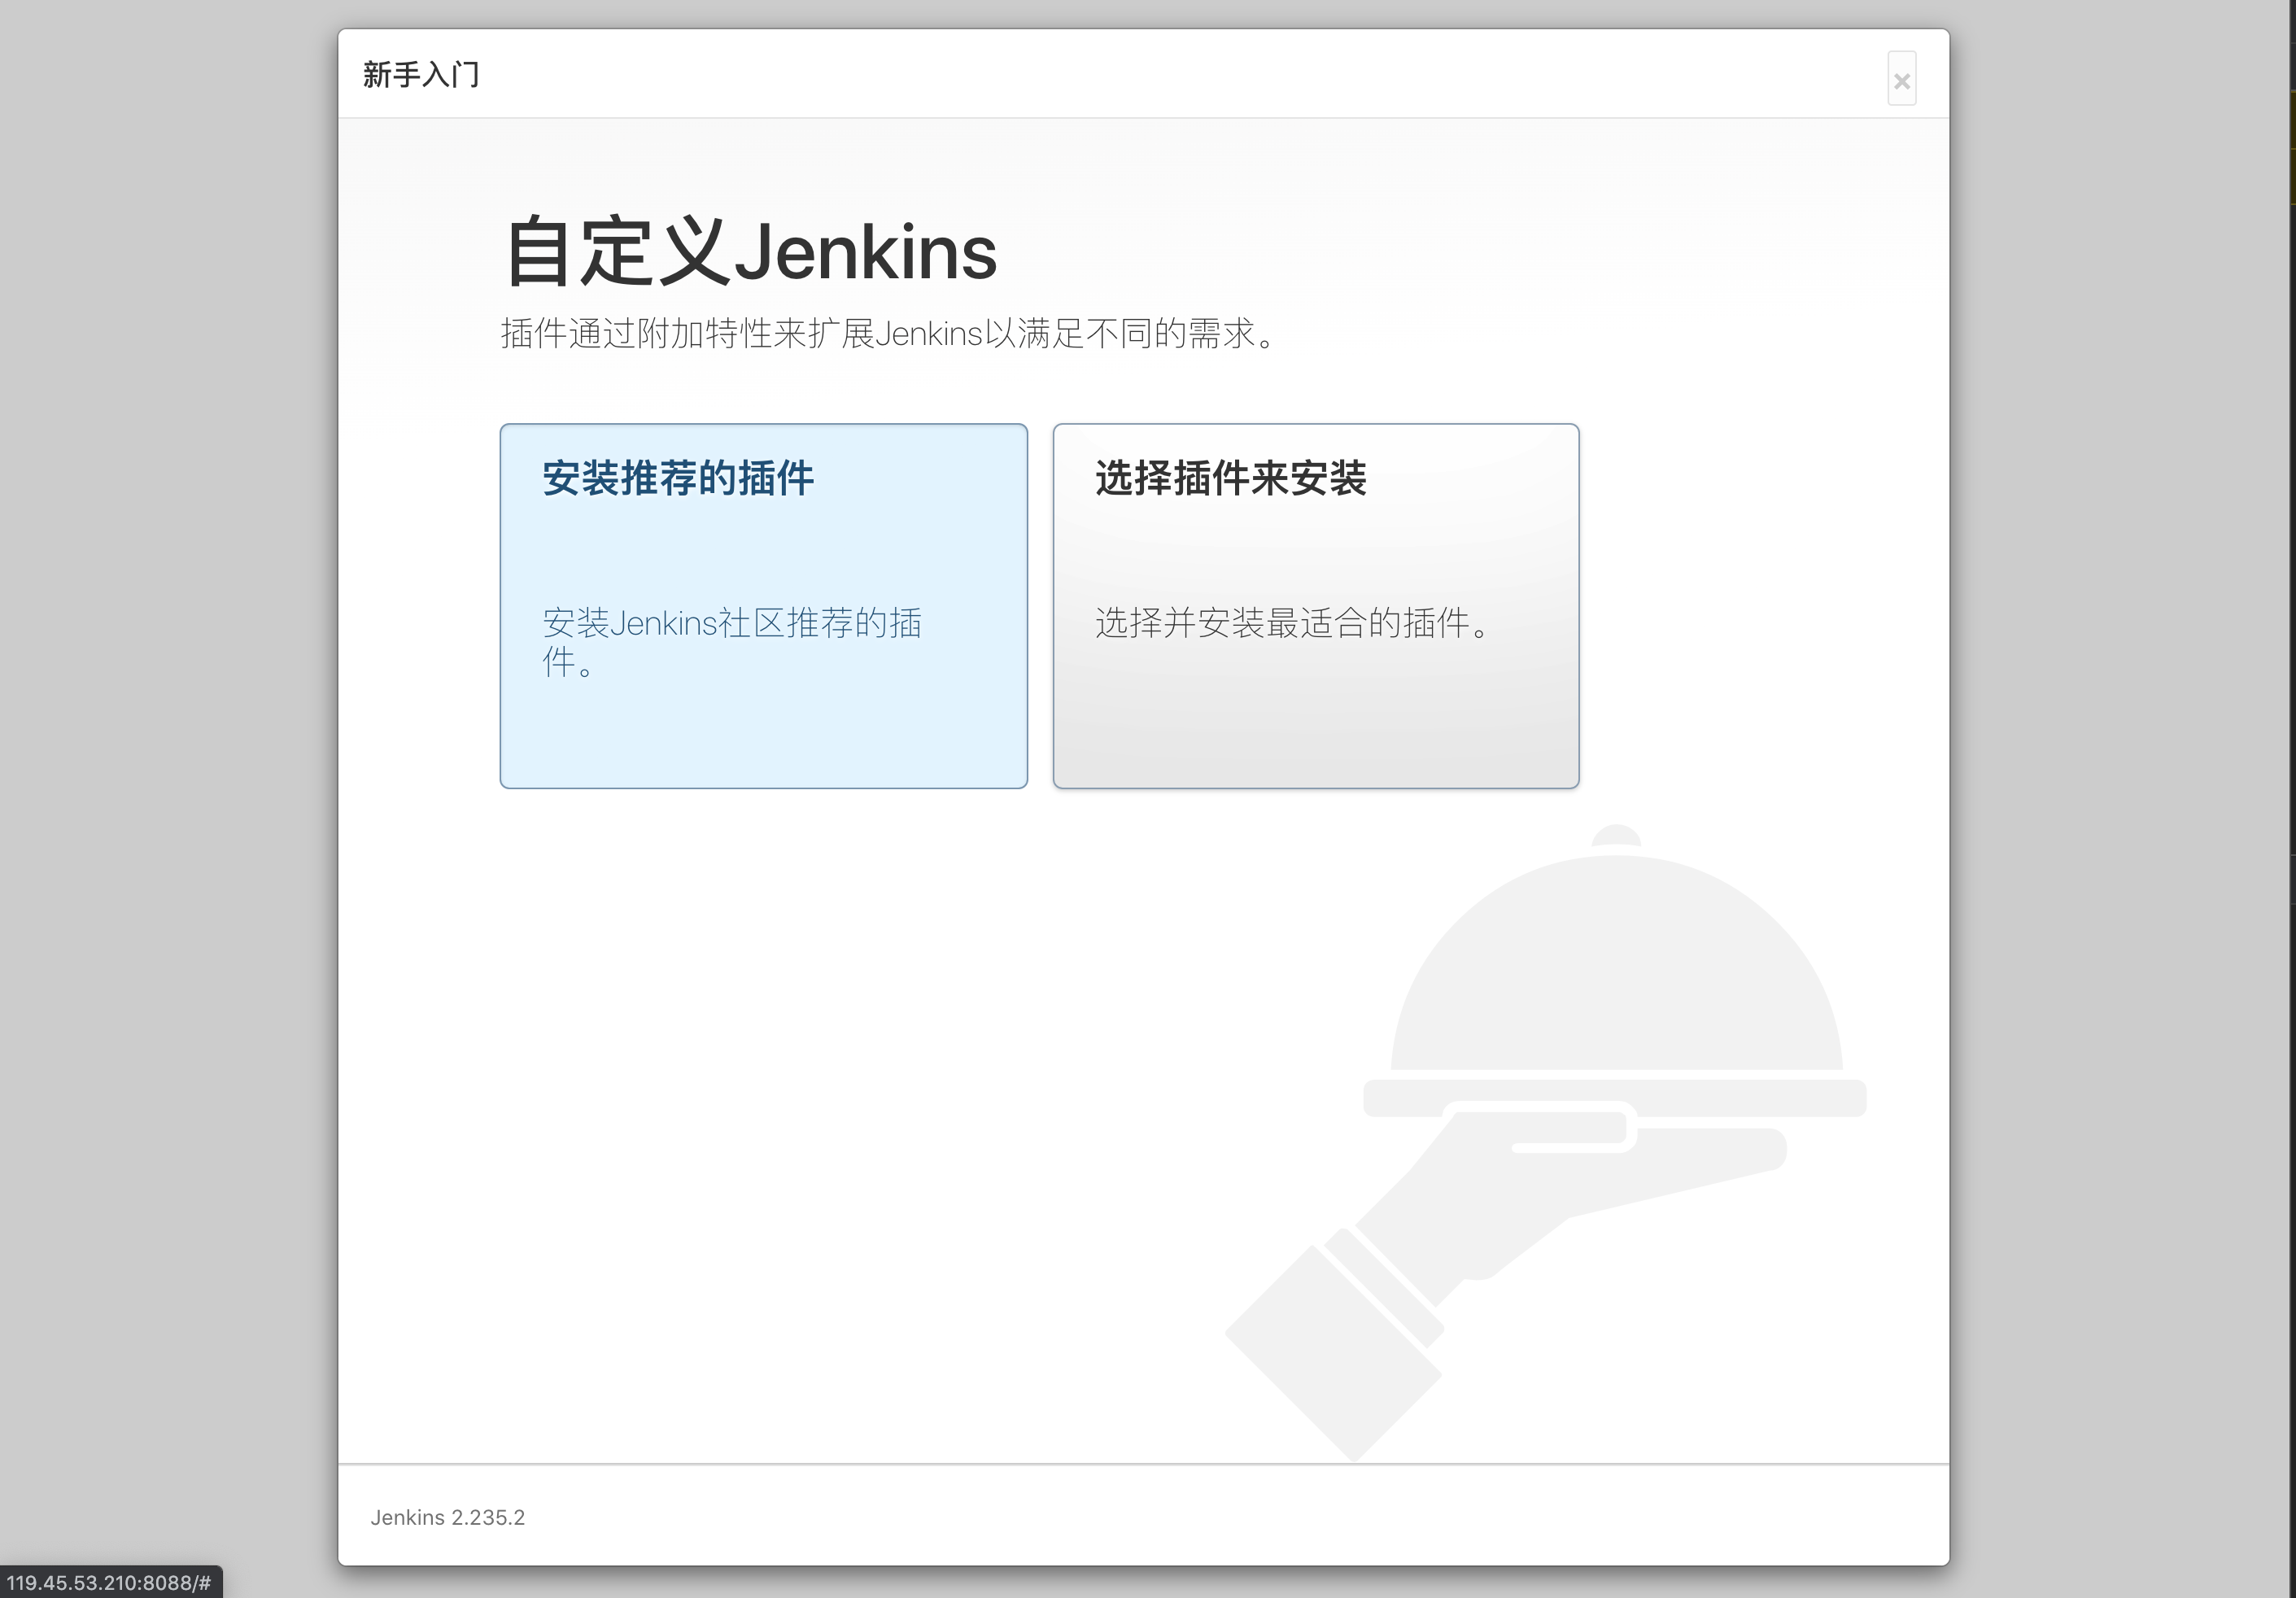 新手入门
×
自定义Jenkins
插件通过附加特性来扩展Jenkins以满足不同的需求。
安装推荐的插件
安装Jenkins社区推荐的插
件。
选择插件来安装
选择并安装最适合的插件。
Jenkins 2.235.2
119.45.53.210:8088/#